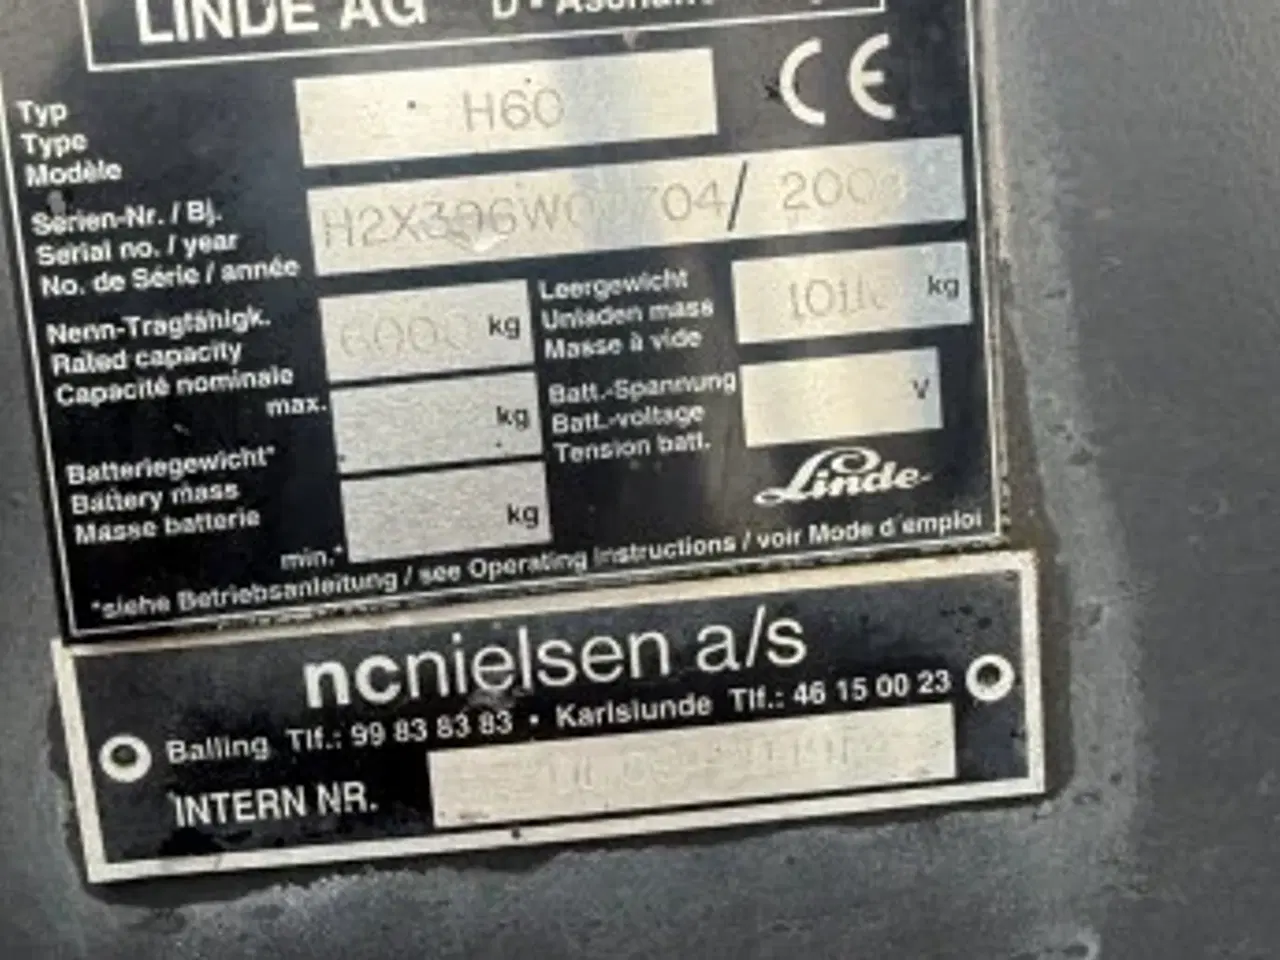 LINDE AG D -
Typ
Type
Modèle
H60
CE
Serien-Nr. / Bj.
Serial no. / year
No. de Série / année
Nenn-Tragfähigk.
Rated capacity
Capacité nominale
6000 kg
Leergewicht
Unladen mass
Masse à vide
kg
max.
kg
Batt.-Spannung
Batt.-voltage
Tension batt.
V
Batteriegewicht*
Battery mass
Masse batterie
min.*
kg
Linde
*siehe Betriebsanleitung / see Operating Instructions / voir Mode d'emploi
ncnielsen a/s
Balling Tlf.: 99 83 83 83 • Karlslunde Tlf.: 46 15 00 23
INTERN NR.